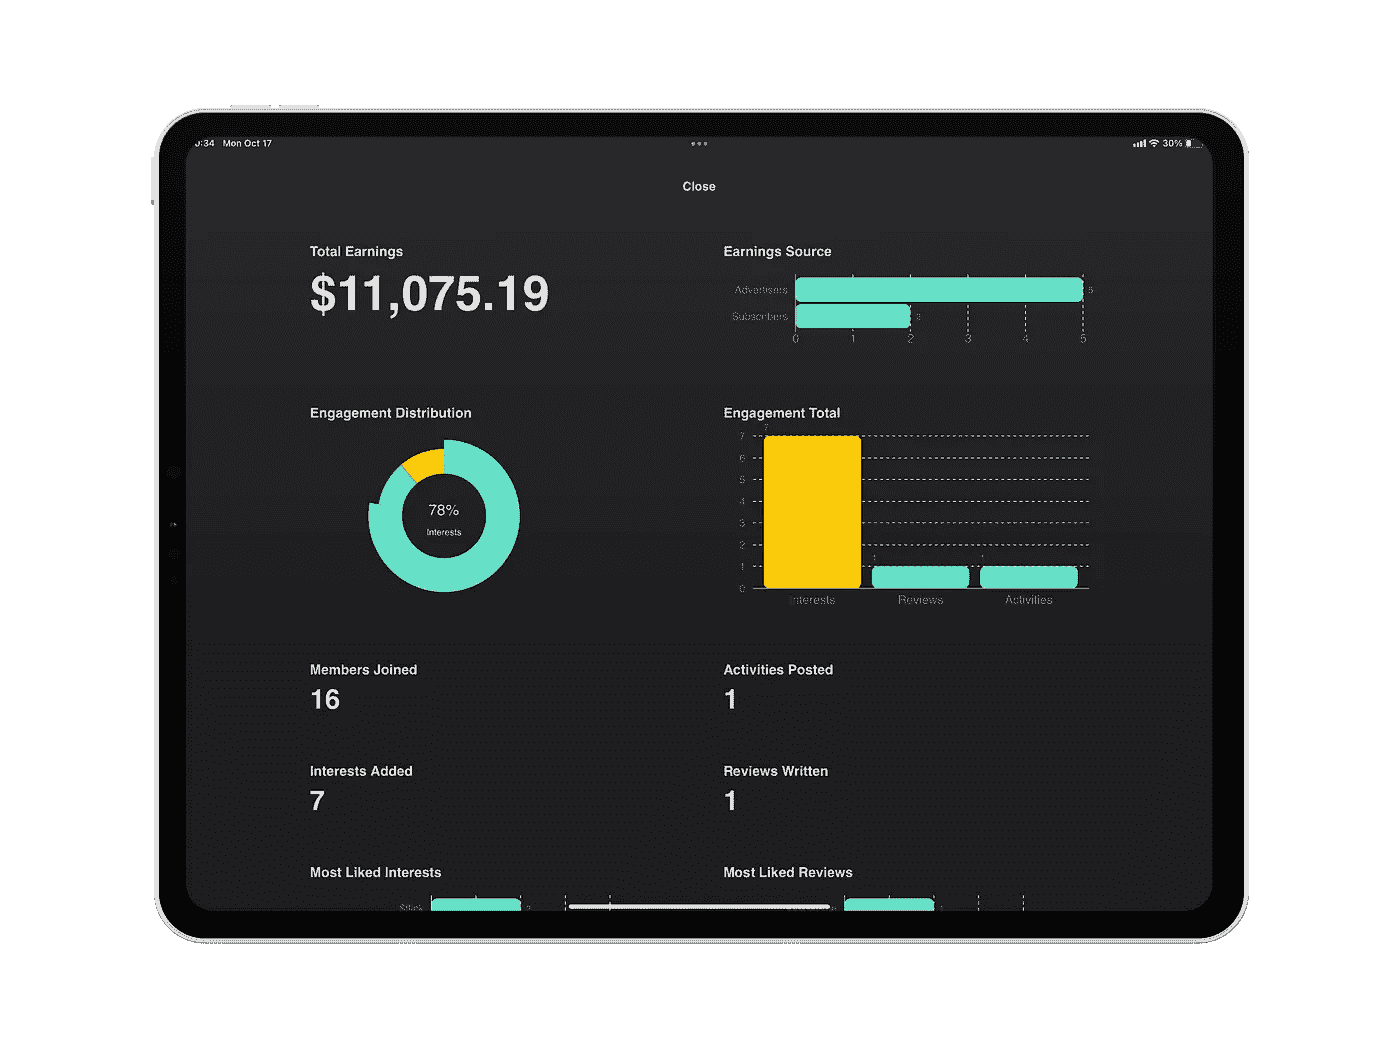 0:34 Mon Oct 17
30%
Close
Total Earnings
$11,075.19
Earnings Source
Advertisers 5
Subscribers 2
0 1 2 3 4 5
Engagement Distribution
78%
Interests
Engagement Total
7
7
6
5
4
3
2
1 1 1
0
Interests Reviews Activities
Members Joined
16
Activities Posted
1
Interests Added
7
Reviews Written
1
Most Liked Interests
Most Liked Reviews